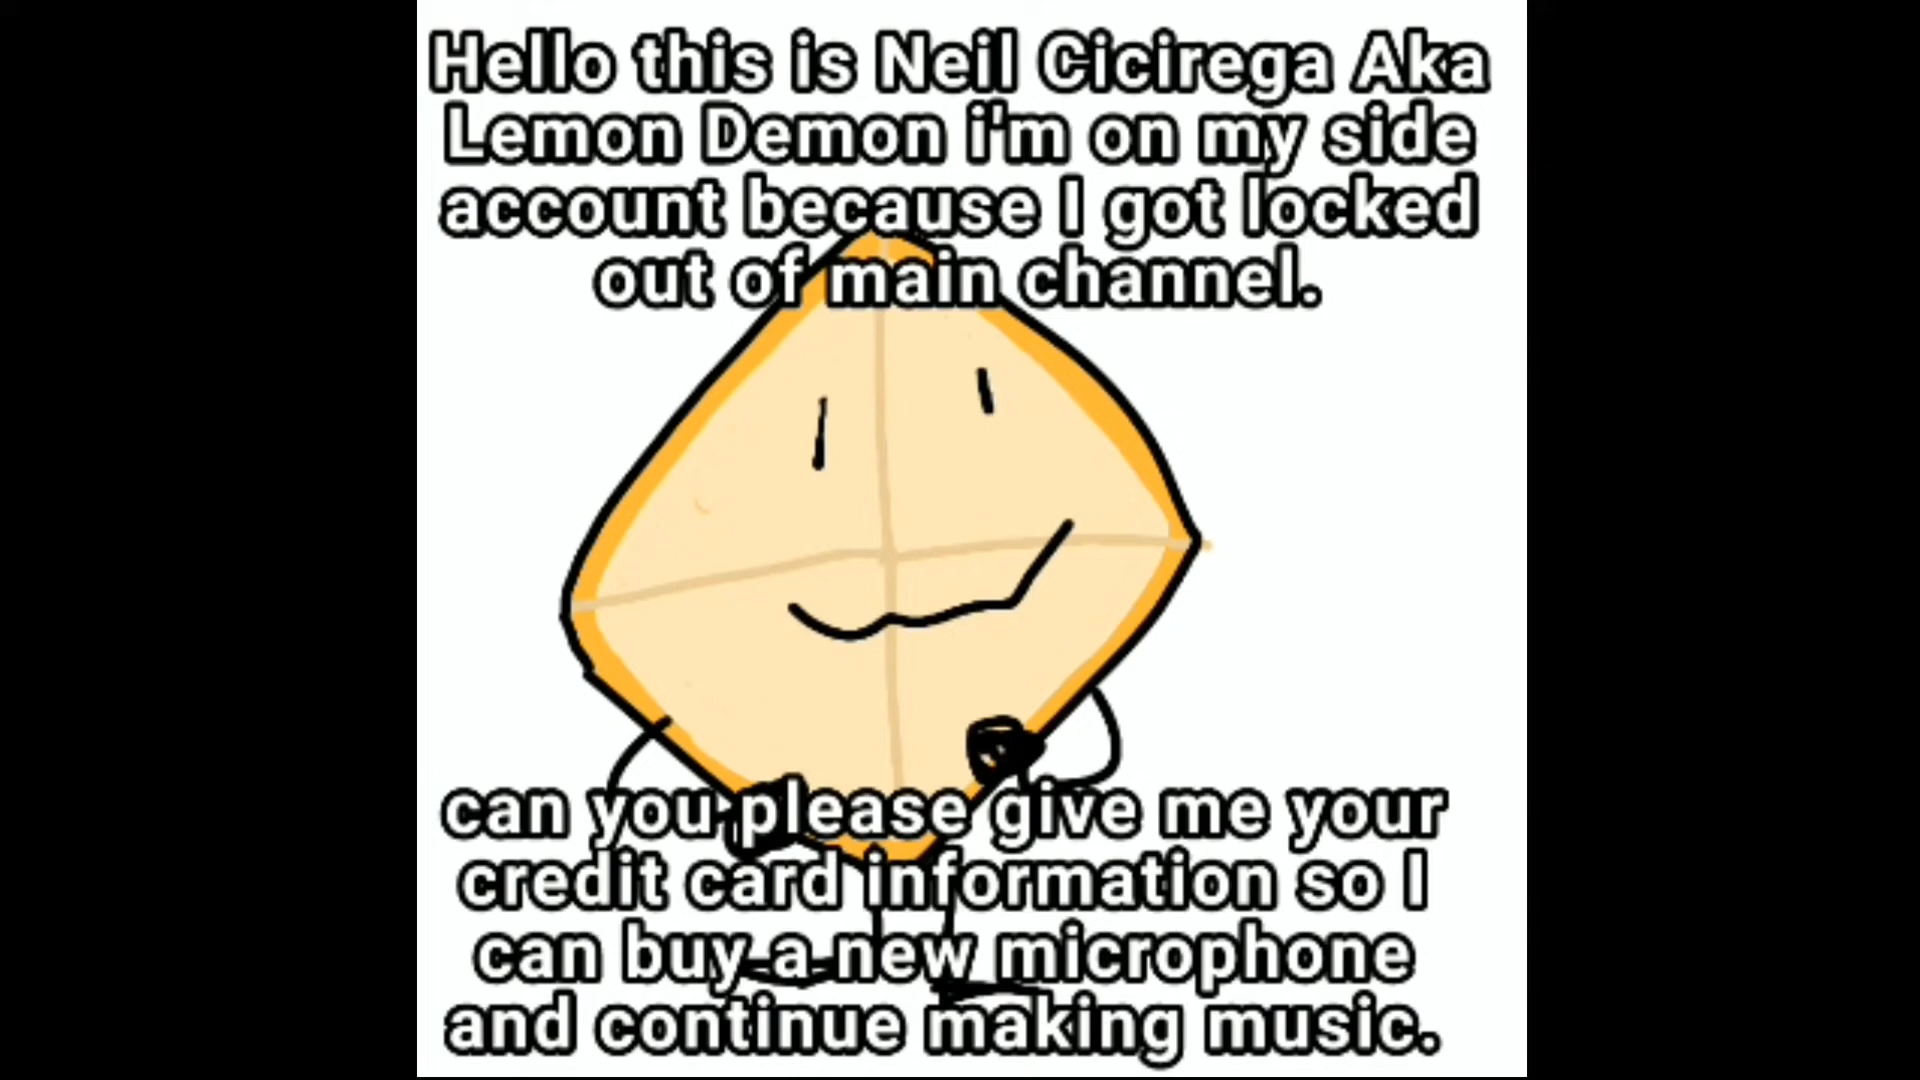 Hello this is Neil Cicirega Aka
Lemon Demon i'm on my side
account because I got locked
out of main channel.
can you please give me your
credit card information so I
can buy a new microphone
and continue making music.